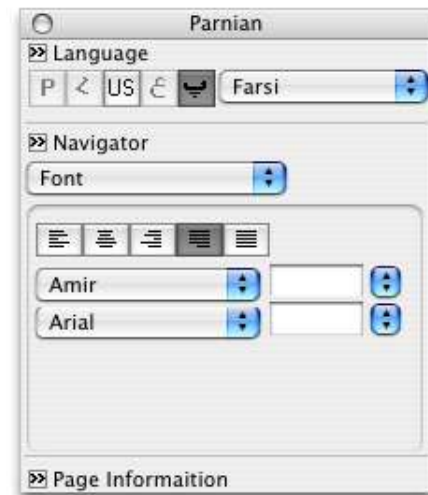 Parnian
Language
P US ع Farsi
Navigator
Font
Amir
Arial
Page Informaition